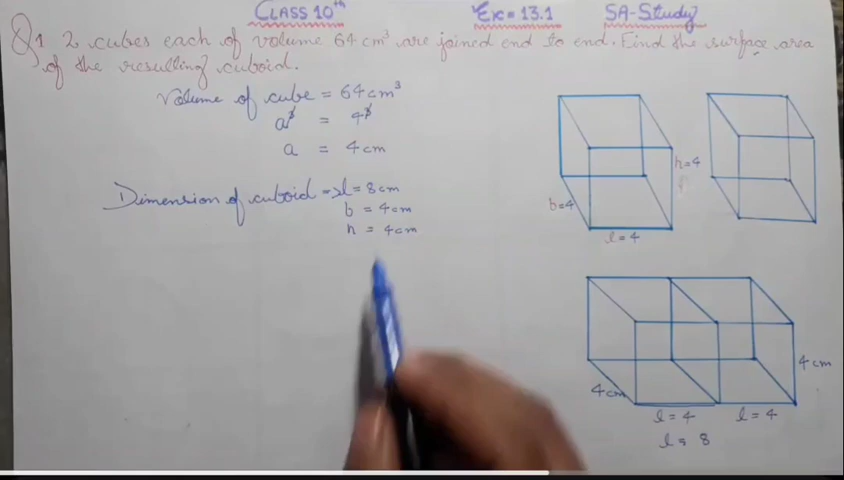 CLASS 10th Ex = 13.1 SA-Study
Q1 2 cubes each of volume 64 cm³ are joined end to end. Find the surface area
of the resulting cuboid.
Volume of cube = 64 cm³
a³ = 4³
a = 4 cm
Dimension of cuboid => l = 8 cm
b = 4 cm
h = 4 cm
h = 4
b = 4
l = 4
4 cm
4 cm
l = 4 l = 4
l = 8